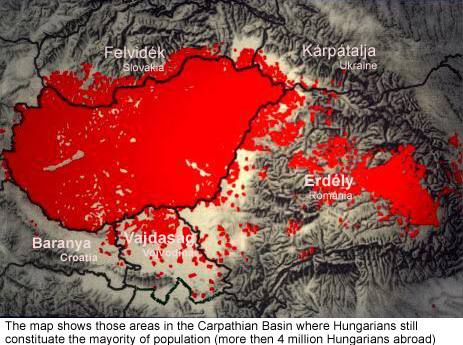 Felvidék
Slovakia
Kárpátalja
Ukraine
Erdély
Románia
Baranya
Croatia
Vajdaság
Vojvodina
The map shows those areas in the Carpathian Basin where Hungarians still
constituate the mayority of population (more then 4 million Hungarians abroad)